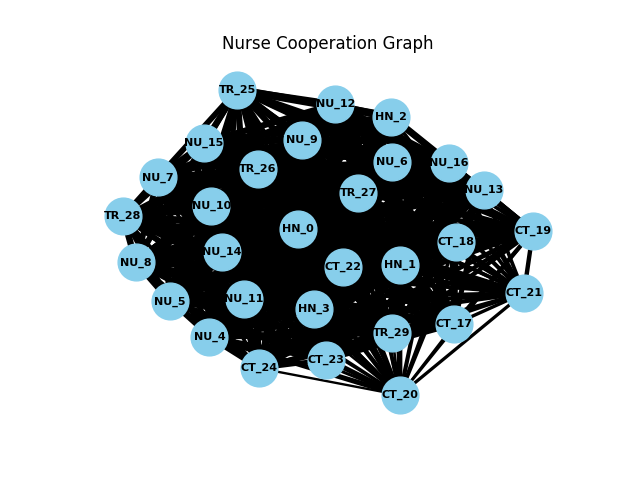 Nurse Cooperation Graph
TR_25
NU_12
HN_2
NU_15
NU_9
NU_6
NU_16
TR_26
NU_7
NU_13
TR_27
NU_10
TR_28
HN_0
CT_19
CT_18
NU_14
NU_8
CT_22
HN_1
CT_21
NU_5
NU_11
HN_3
CT_17
NU_4
TR_29
CT_23
CT_24
CT_20